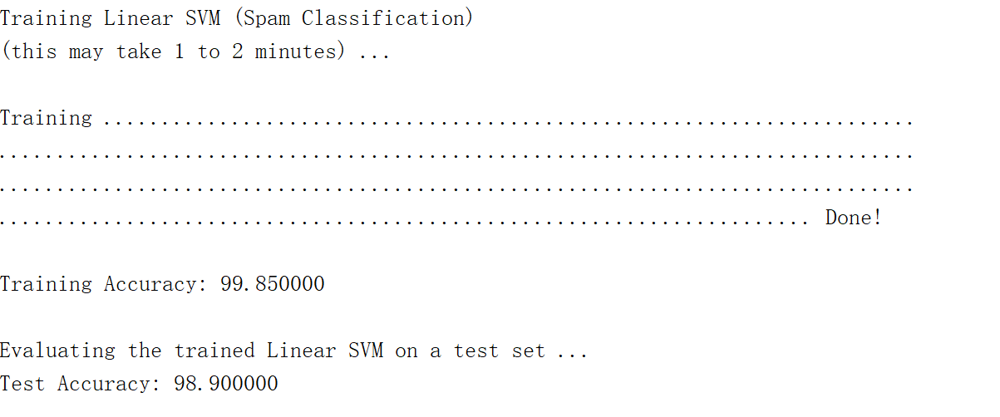 Training Linear SVM (Spam Classification)
(this may take 1 to 2 minutes) ...
Training ......................................................................
...............................................................................
...............................................................................
...................................................................... Done!
Training Accuracy: 99.850000
Evaluating the trained Linear SVM on a test set ...
Test Accuracy: 98.900000